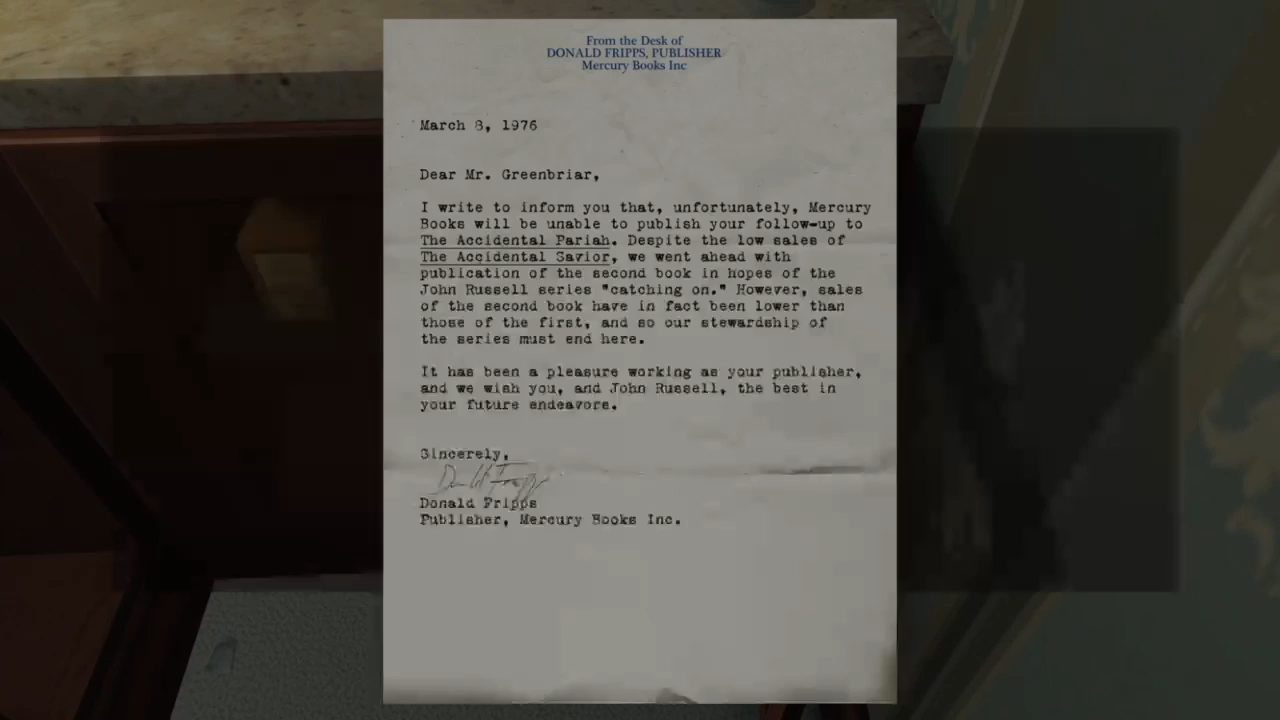 From the Desk of
DONALD FRIPPS, PUBLISHER
Mercury Books Inc
March 8, 1976
Dear Mr. Greenbriar,
I write to inform you that, unfortunately, Mercury
Books will be unable to publish your follow-up to
The Accidental Pariah. Despite the low sales of
The Accidental Savior, we went ahead with
publication of the second book in hopes of the
John Russell series "catching on." However, sales
of the second book have in fact been lower than
those of the first, and so our stewardship of
the series must end here.
It has been a pleasure working as your publisher,
and we wish you, and John Russell, the best in
your future endeavors.
Sincerely,
Donald Fripps
Donald Fripps
Publisher, Mercury Books Inc.